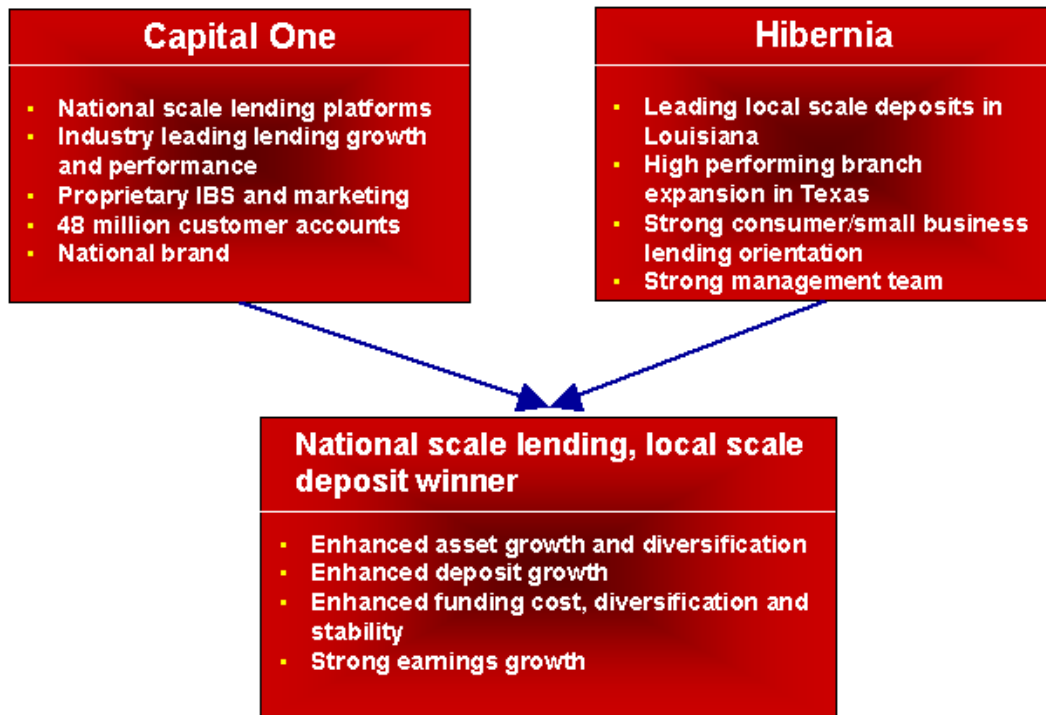 Capital One
National scale lending platforms
Industry leading lending growth
and performance
Proprietary IBS and marketing
48 million customer accounts
National brand
Hibernia
Leading local scale deposits in
Louisiana
High performing branch
expansion in Texas
Strong consumer/small business
lending orientation
Strong management team
National scale lending, local scale
deposit winner
Enhanced asset growth and diversification
Enhanced deposit growth
Enhanced funding cost, diversification and
stability
Strong earnings growth